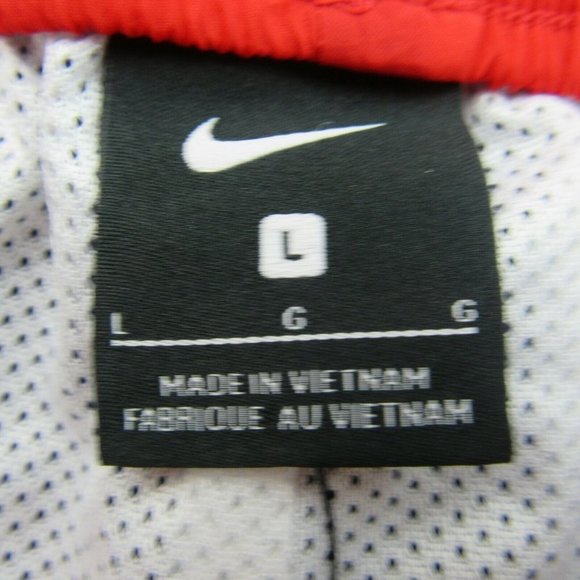 L
L G G
MADE IN VIETNAM
FABRIQUE AU VIETNAM